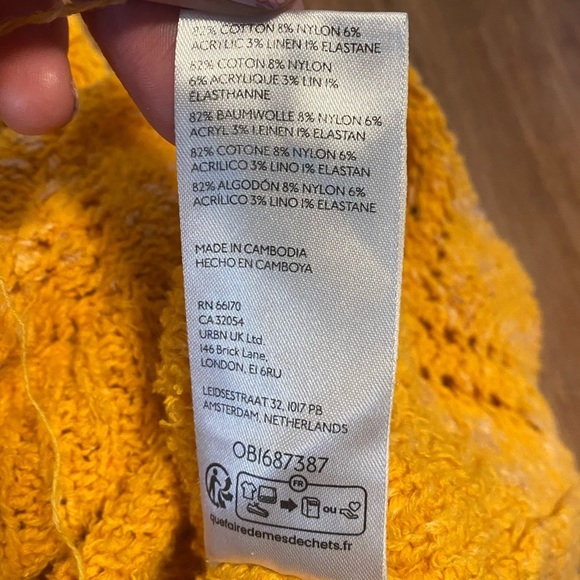 82% COTTON 8% NYLON 6%
ACRYLIC 3% LINEN 1% ELASTANE
82% COTON 8% NYLON
6% ACRYLIQUE 3% LIN 1%
ÉLASTHANNE
82% BAUMWOLLE 8% NYLON 6%
ACRYL 3% LEINEN 1% ELASTAN
82% COTONE 8% NYLON 6%
ACRILICO 3% LINO 1% ELASTAN
82% ALGODÓN 8% NYLON 6%
ACRÍLICO 3% LINO 1% ELASTANE
MADE IN CAMBODIA
HECHO EN CAMBOYA
RN 66170
CA 32054
URBN UK Ltd.
146 Brick Lane,
LONDON, E1 6RU
LEIDSESTRAAT 32, 1017 PB
AMSTERDAM, NETHERLANDS
OB1687387
FR
ou
quefairedemesdechets.fr